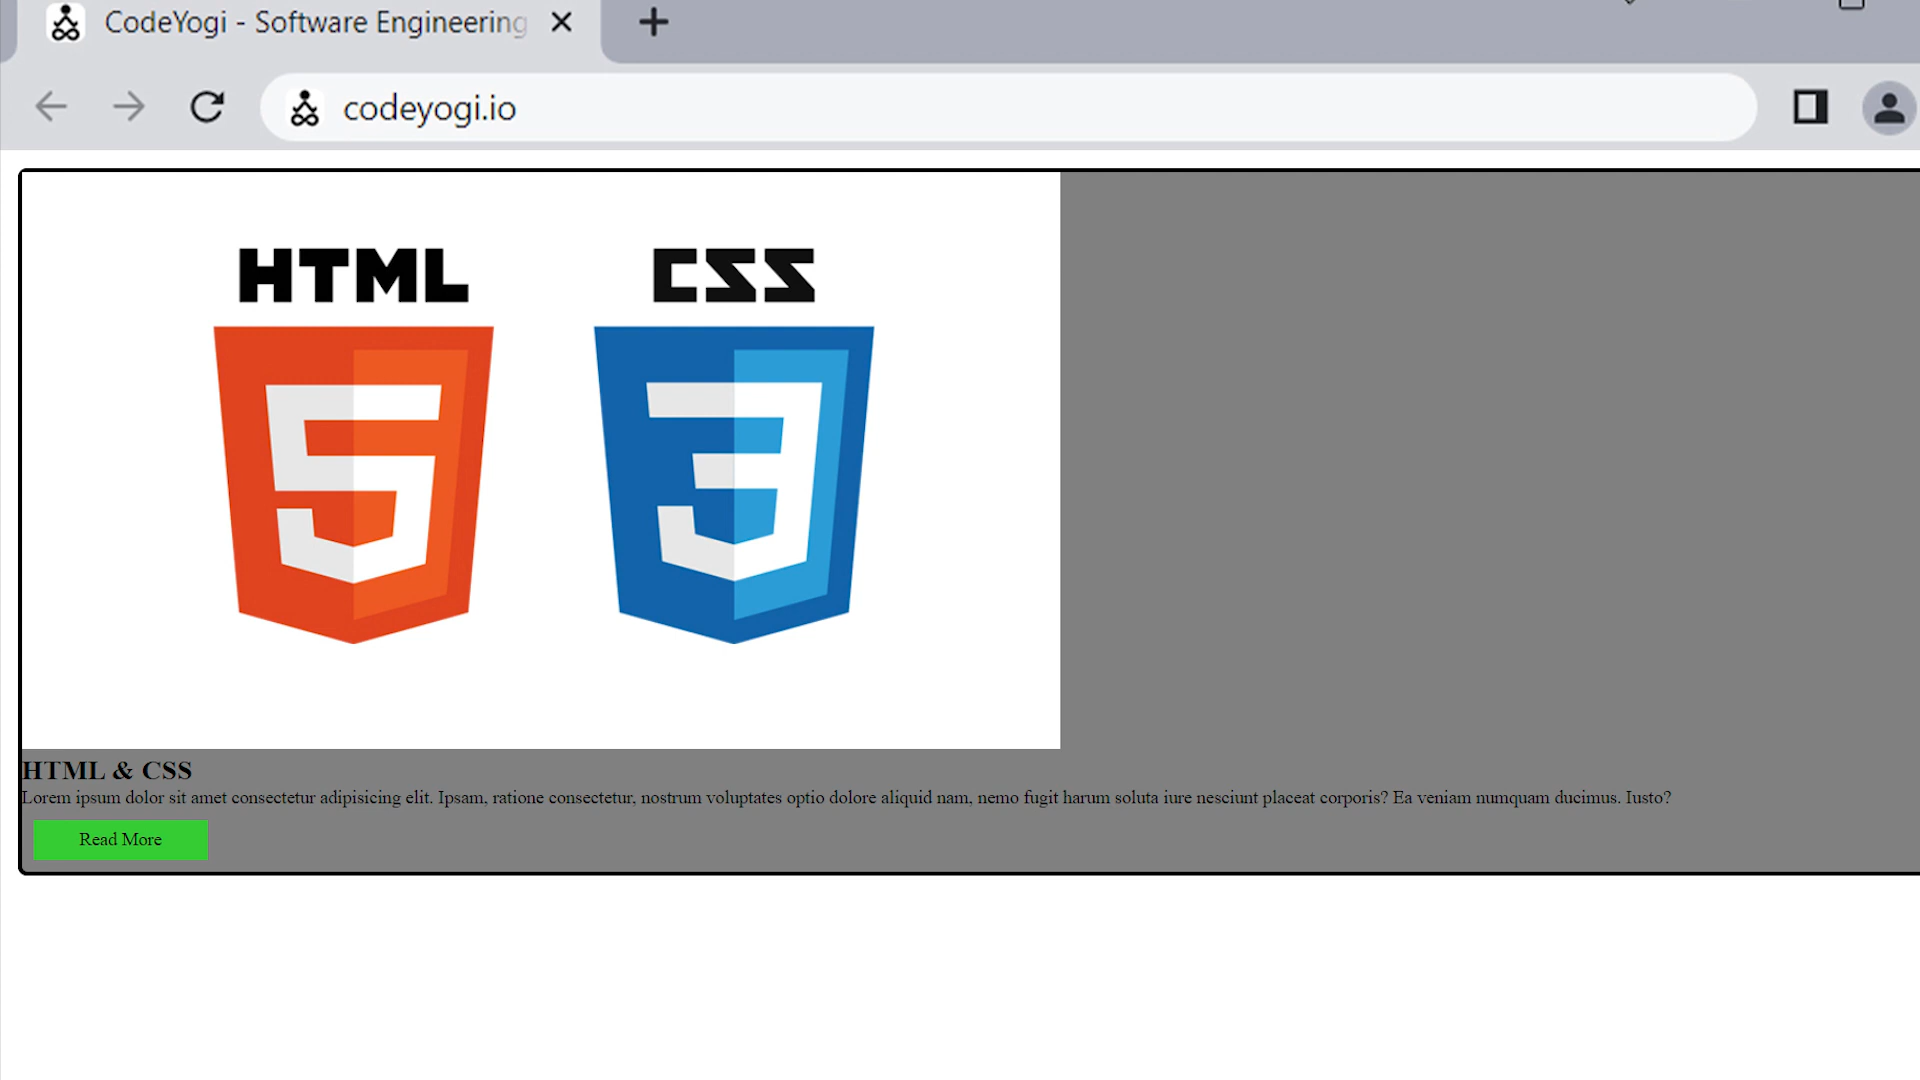 CodeYogi - Software Engineering
codeyogi.io
HTML CSS
5 3
HTML & CSS
Lorem ipsum dolor sit amet consectetur adipisicing elit. Ipsam, ratione consectetur, nostrum voluptates optio dolore aliquid nam, nemo fugit harum soluta iure nesciunt placeat corporis? Ea veniam numquam ducimus. Iusto?
Read More